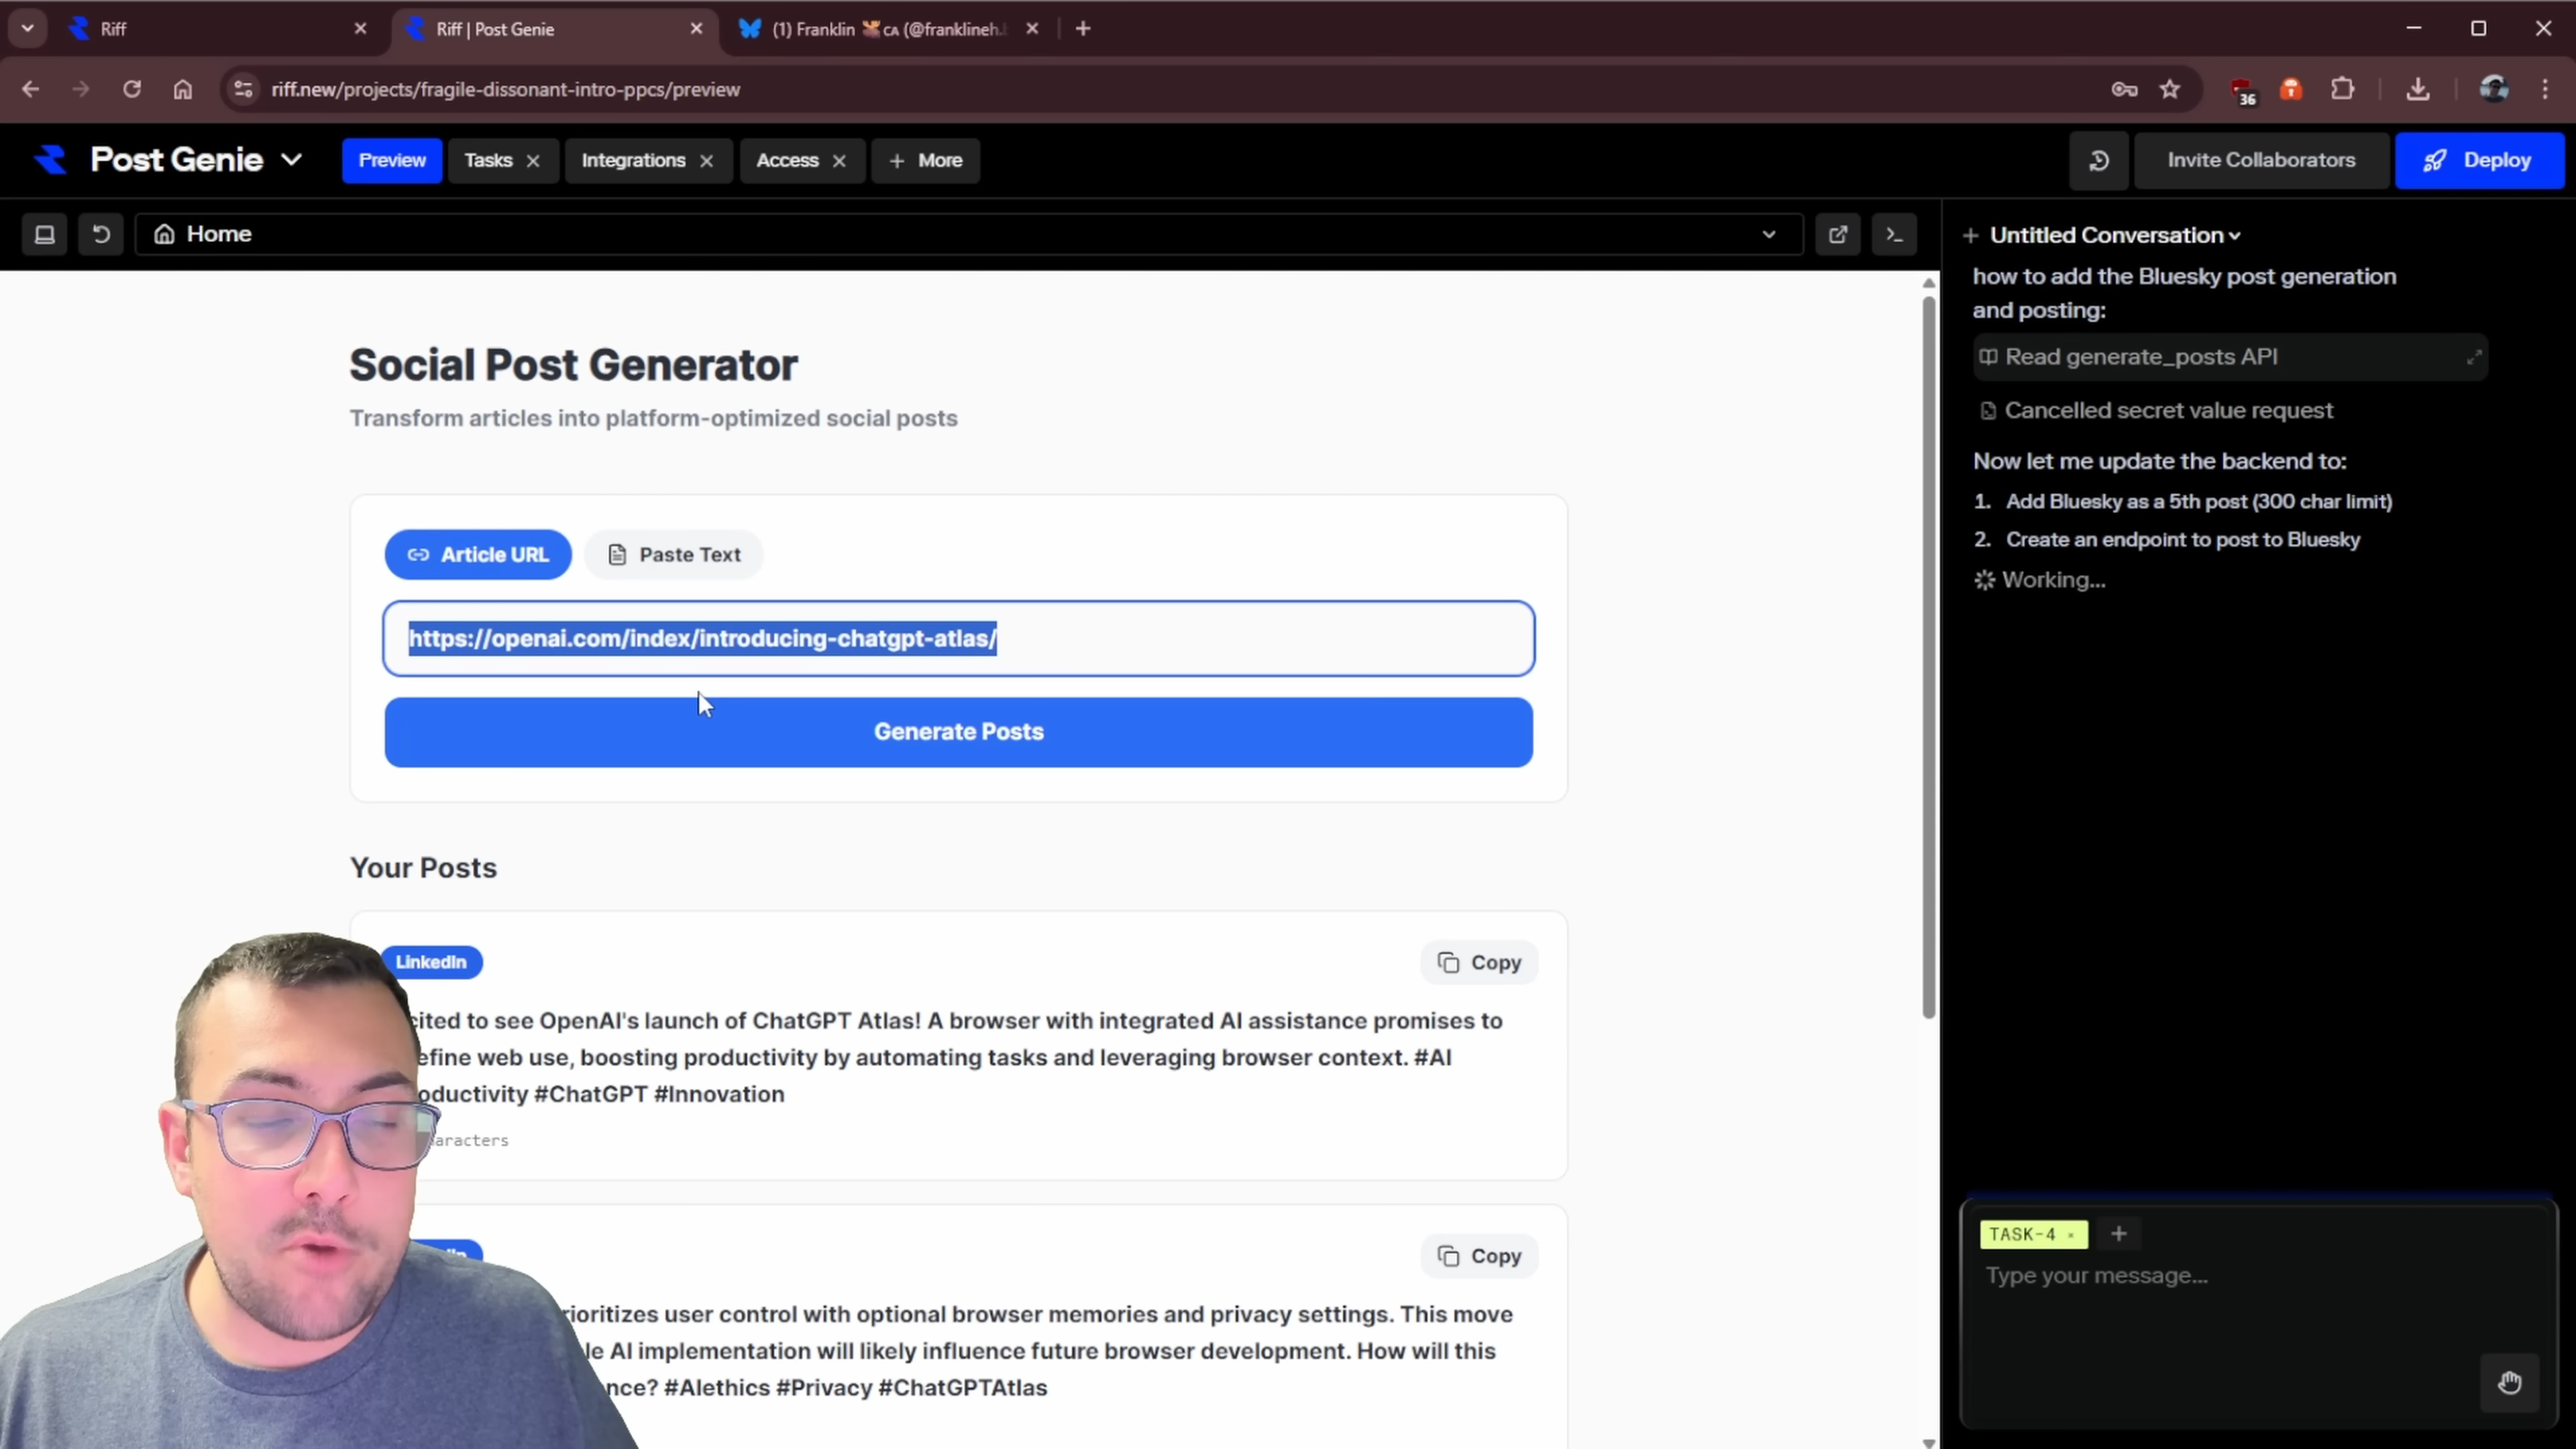 Riff
Riff | Post Genie
(1) Franklin 🫎 ᴄᴀ (@franklineh.
riff.new/projects/fragile-dissonant-intro-ppcs/preview
36
Post Genie
Preview
Tasks
Integrations
Access
More
Invite Collaborators
Deploy
Home
Untitled Conversation
how to add the Bluesky post generation
and posting:
Read generate_posts API
Cancelled secret value request
Now let me update the backend to:
1. Add Bluesky as a 5th post (300 char limit)
2. Create an endpoint to post to Bluesky
Working...
TASK-4
Type your message...
Social Post Generator
Transform articles into platform-optimized social posts
Article URL
Paste Text
https://openai.com/index/introducing-chatgpt-atlas/
Generate Posts
Your Posts
LinkedIn
Copy
cited to see OpenAI's launch of ChatGPT Atlas! A browser with integrated AI assistance promises to
efine web use, boosting productivity by automating tasks and leveraging browser context. #AI
oductivity #ChatGPT #Innovation
aracters
Copy
rioritizes user control with optional browser memories and privacy settings. This move
le AI implementation will likely influence future browser development. How will this
nce? #AIethics #Privacy #ChatGPTAtlas